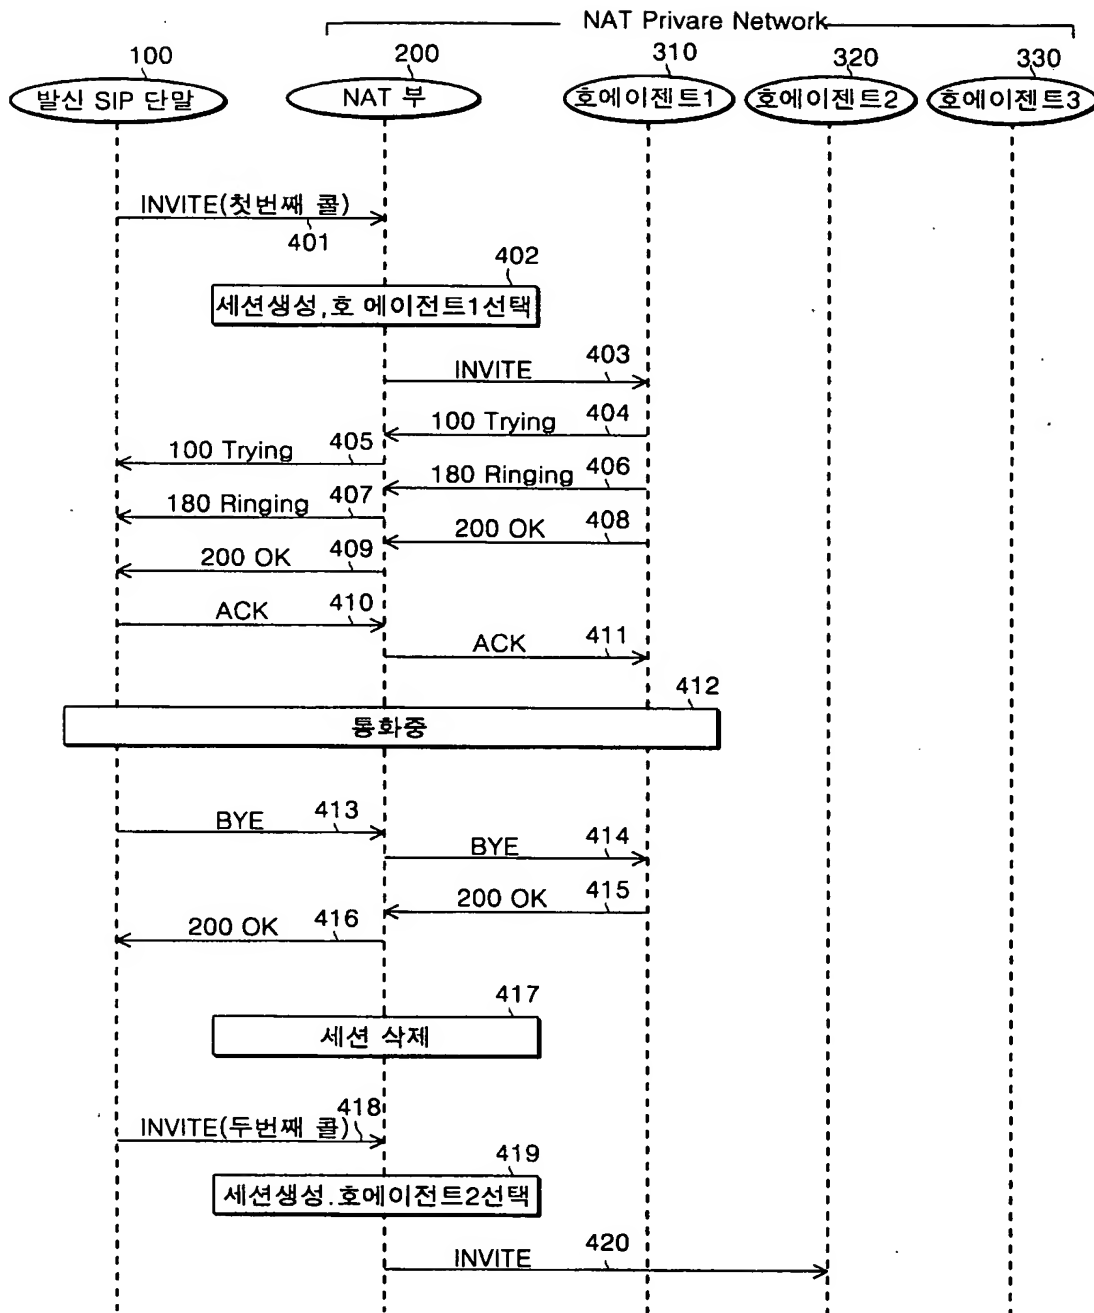 NAT Privare Network
100
200
310
320
330
발신 SIP 단말
NAT 부
호에이젠트1
호에이젠트2
호에이젠트3
INVITE(첫번째 콜)
401
402
세션생성,호 에이전트1선택
INVITE
403
100 Trying
404
100 Trying
405
180 Ringing
406
180 Ringing
407
200 OK
408
200 OK
409
ACK
410
ACK
411
412
통화중
BYE
413
BYE
414
200 OK
415
200 OK
416
417
세션 삭제
INVITE(두번째 콜)
418
419
세션생성.호에이전트2선택
INVITE
420